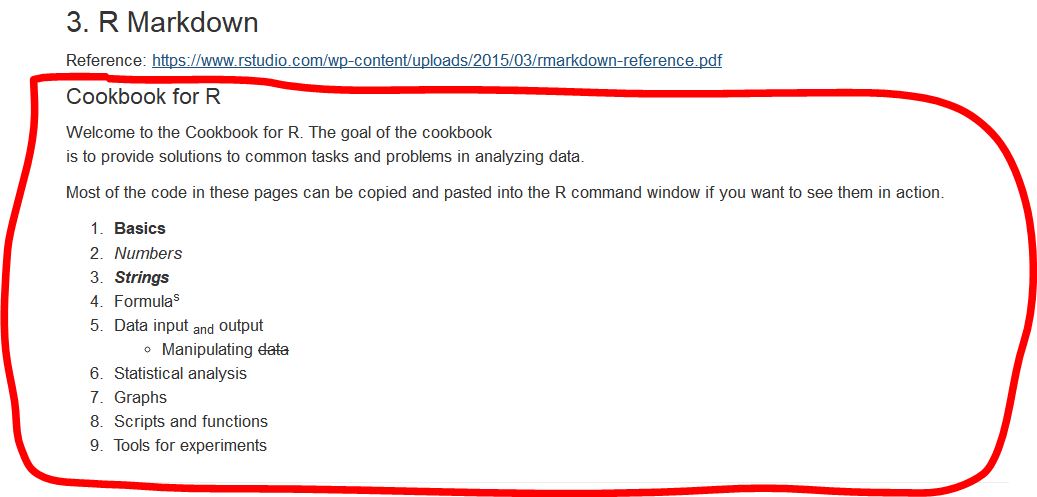 3. R Markdown
Reference: https://www.rstudio.com/wp-content/uploads/2015/03/rmarkdown-reference.pdf
Cookbook for R
Welcome to the Cookbook for R. The goal of the cookbook
is to provide solutions to common tasks and problems in analyzing data.
Most of the code in these pages can be copied and pasted into the R command window if you want to see them in action.
1. Basics
2. Numbers
3. Strings
4. Formulas
5. Data input and output
◦ Manipulating data
6. Statistical analysis
7. Graphs
8. Scripts and functions
9. Tools for experiments